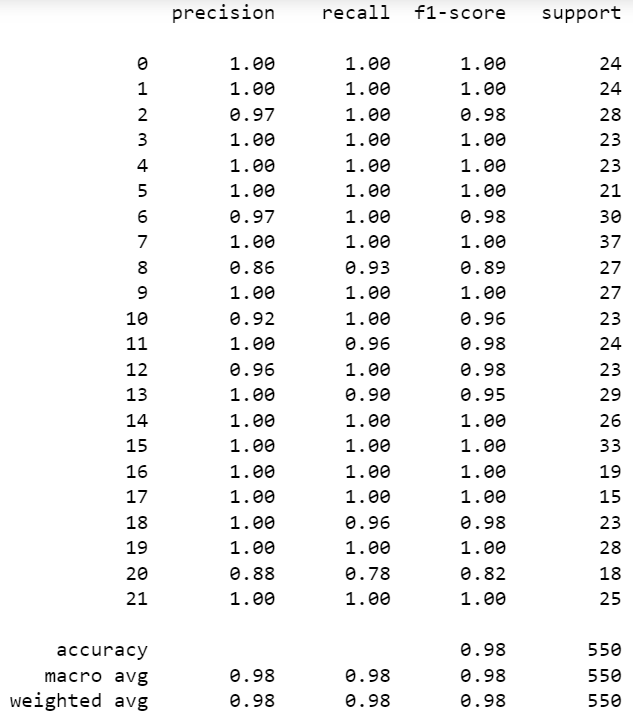 precision recall f1-score support
0 1.00 1.00 1.00 24
1 1.00 1.00 1.00 24
2 0.97 1.00 0.98 28
3 1.00 1.00 1.00 23
4 1.00 1.00 1.00 23
5 1.00 1.00 1.00 21
6 0.97 1.00 0.98 30
7 1.00 1.00 1.00 37
8 0.86 0.93 0.89 27
9 1.00 1.00 1.00 27
10 0.92 1.00 0.96 23
11 1.00 0.96 0.98 24
12 0.96 1.00 0.98 23
13 1.00 0.90 0.95 29
14 1.00 1.00 1.00 26
15 1.00 1.00 1.00 33
16 1.00 1.00 1.00 19
17 1.00 1.00 1.00 15
18 1.00 0.96 0.98 23
19 1.00 1.00 1.00 28
20 0.88 0.78 0.82 18
21 1.00 1.00 1.00 25
accuracy 0.98 550
macro avg 0.98 0.98 0.98 550
weighted avg 0.98 0.98 0.98 550